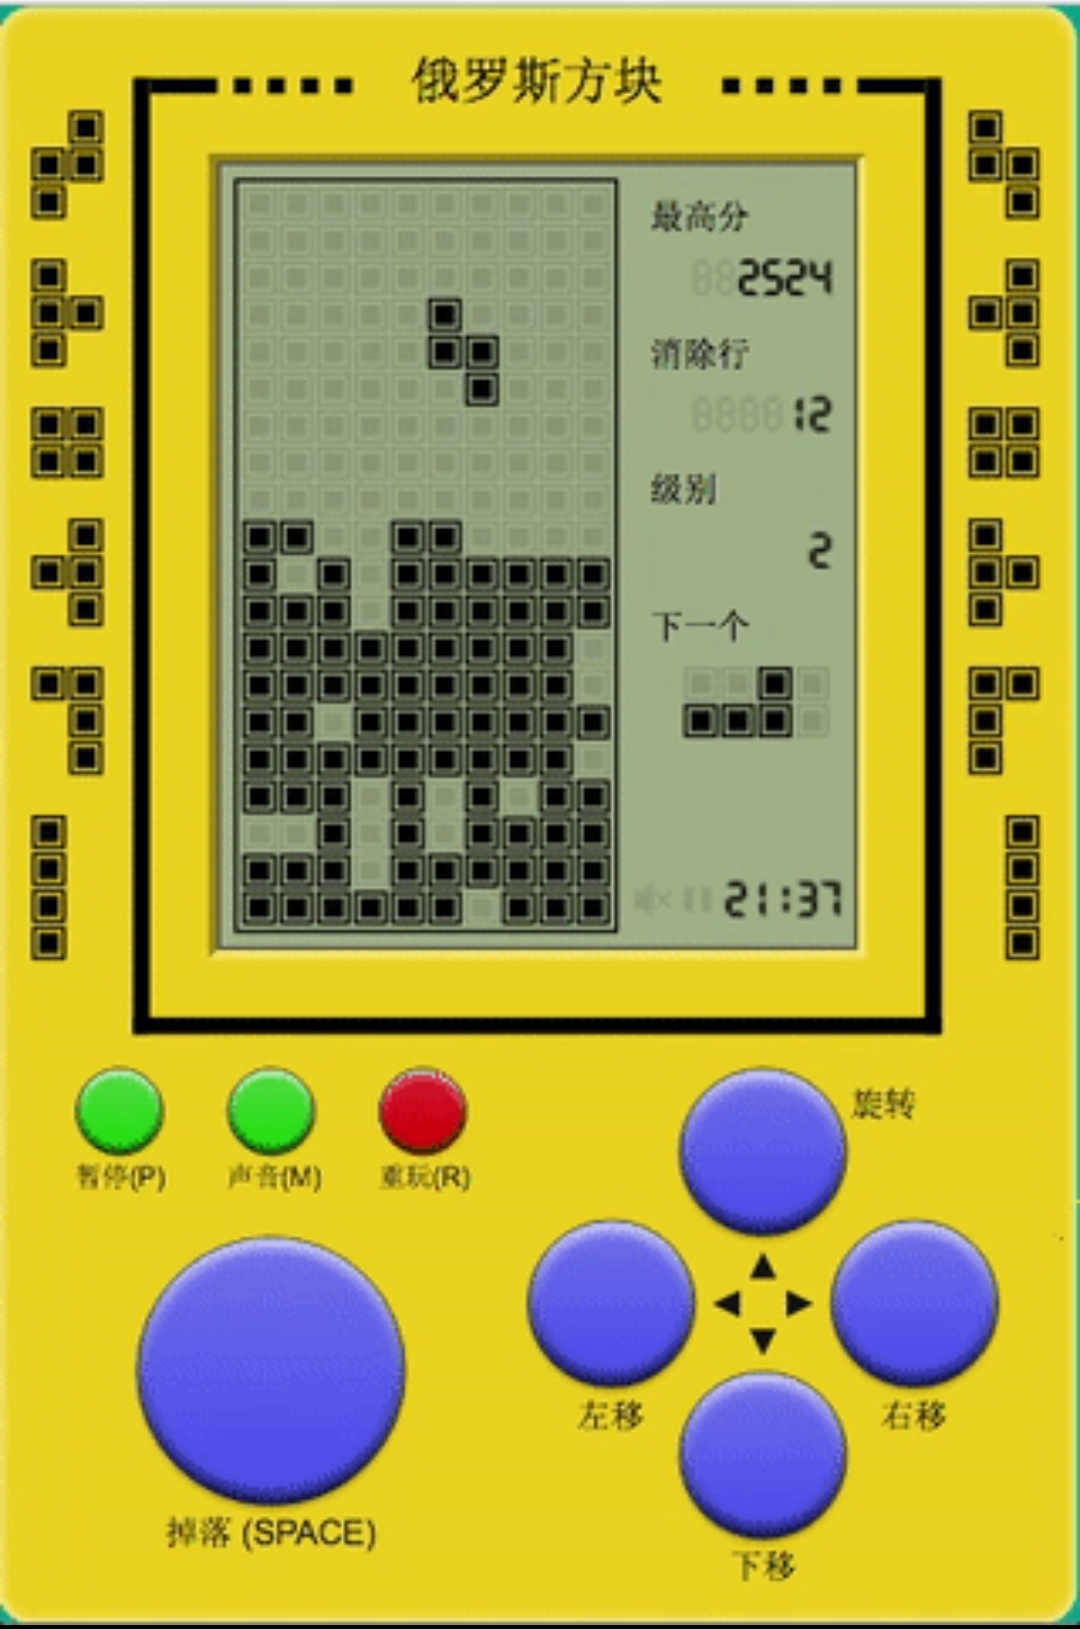 俄罗斯方块
最高分
2524
消除行
12
级别
2
下一个
21:37
旋转
暂停(P)
声音(M)
重玩(R)
左移
右移
掉落 (SPACE)
下移